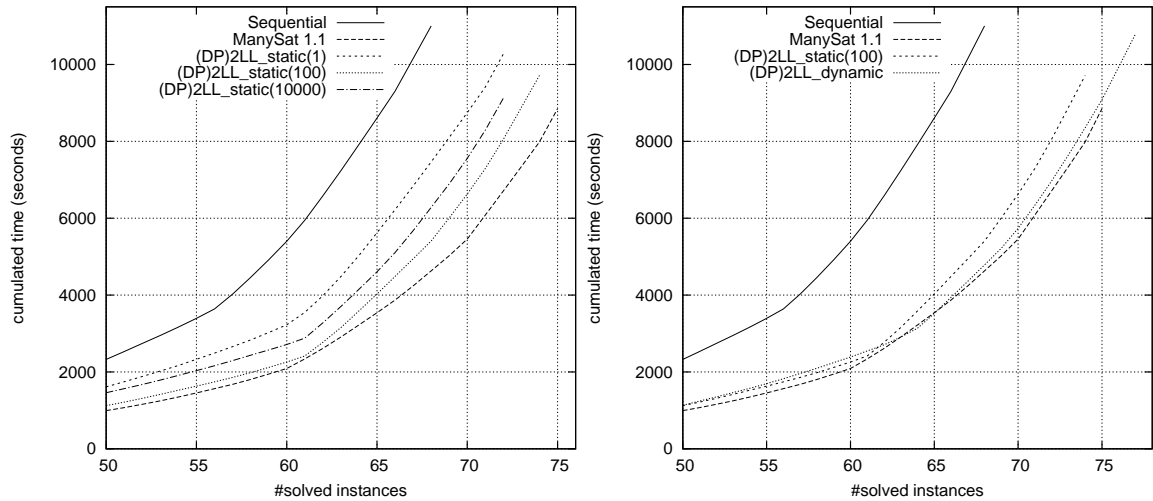 Sequential
ManySat 1.1
(DP)2LL_static(1)
(DP)2LL_static(100)
(DP)2LL_static(10000)
10000
8000
6000
4000
2000
0
50 55 60 65 70 75
cumulated time (seconds)
#solved instances
Sequential
ManySat 1.1
(DP)2LL_static(100)
(DP)2LL_dynamic
10000
8000
6000
4000
2000
0
50 55 60 65 70 75
cumulated time (seconds)
#solved instances